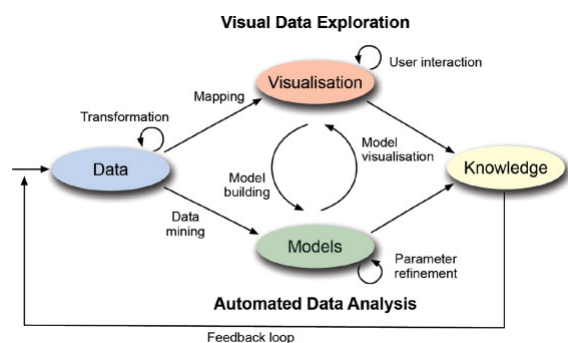 Visual Data Exploration
Visualisation
User interaction
Mapping
Transformation
Data
Model
building
Model
visualisation
Knowledge
Data
mining
Models
Parameter
refinement
Automated Data Analysis
Feedback loop